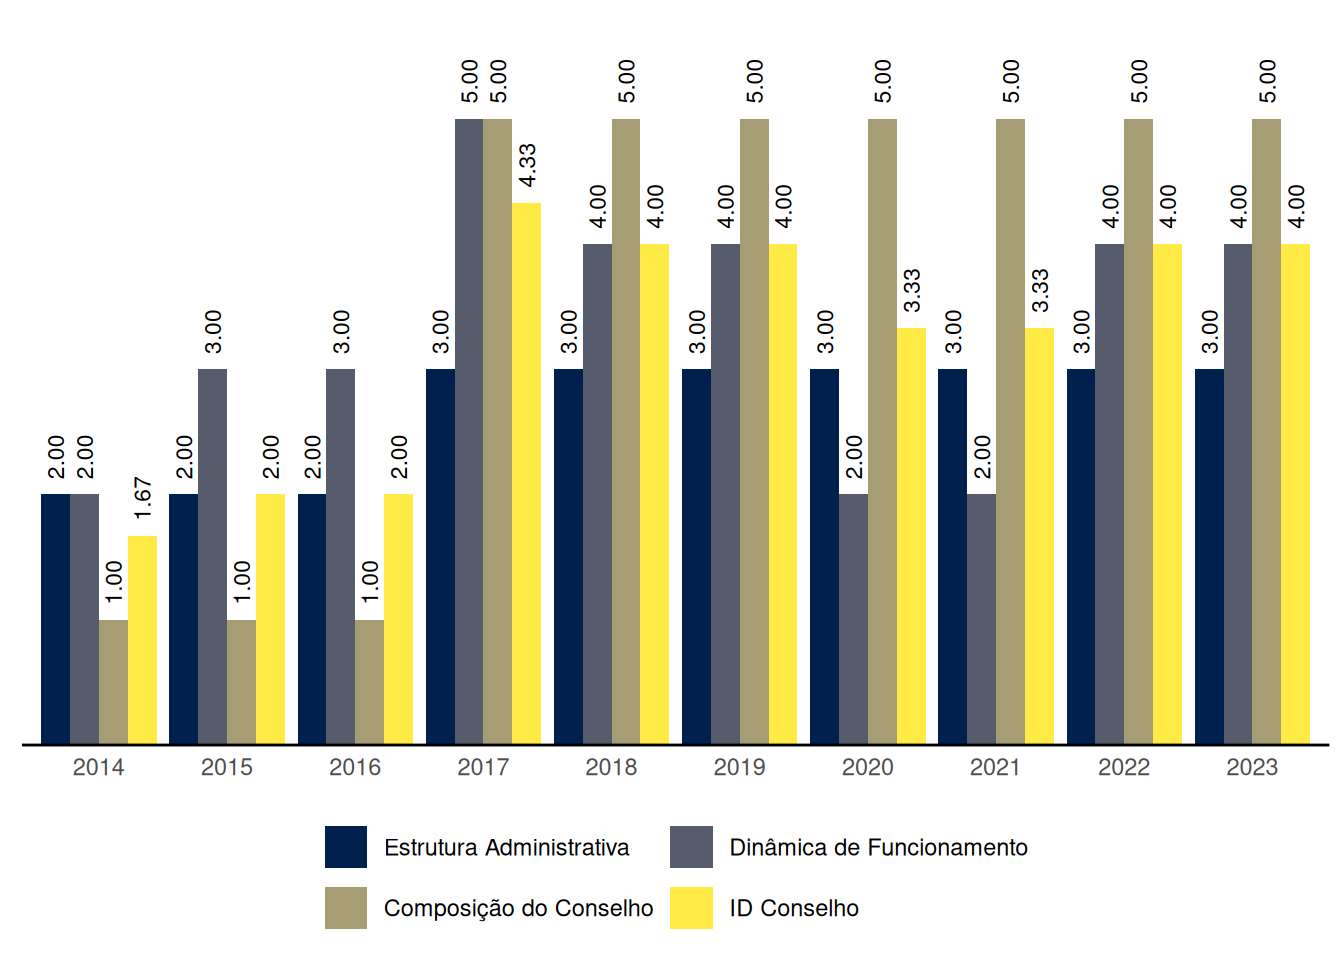 2.00 2.00 1.00 1.67
2.00 3.00 1.00 2.00
2.00 3.00 1.00 2.00
3.00 5.00 5.00 4.33
3.00 4.00 5.00 4.00
3.00 4.00 5.00 4.00
3.00 2.00 5.00 3.33
3.00 2.00 5.00 3.33
3.00 4.00 5.00 4.00
3.00 4.00 5.00 4.00
2014 2015 2016 2017 2018 2019 2020 2021 2022 2023
Estrutura Administrativa Dinâmica de Funcionamento
Composição do Conselho ID Conselho